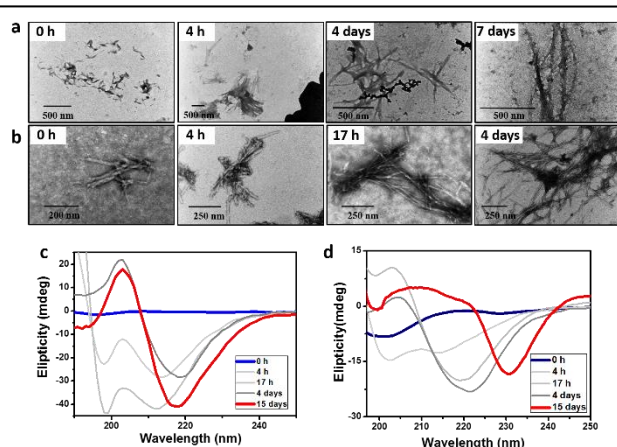 a
0 h
4 h
4 days
7 days
500 nm
500 nm
500 nm
500 nm
b
0 h
4 h
17 h
4 days
200 nm
250 nm
250 nm
250 nm
c
Elipticity (mdeg)
20
10
0
-10
-20
-30
-40
200
220
240
0 h
4 h
17 h
4 days
15 days
Wavelength (nm)
d
Elipticity(mdeg)
15
0
-15
-30
200
210
220
230
240
250
0 h
4 h
17 h
4 days
15 days
Wavelength (nm)